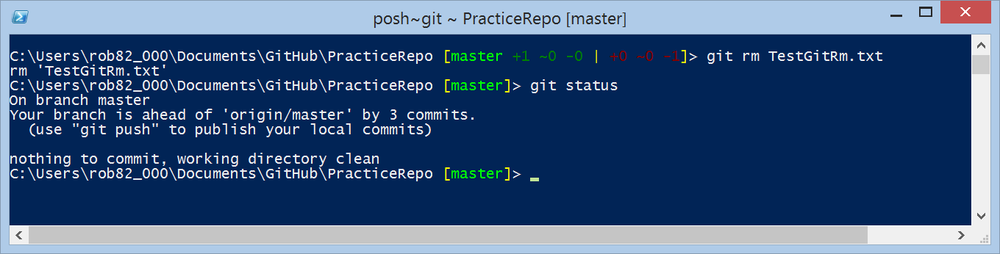 posh~git ~ PracticeRepo [master]
C:\Users\rob82_000\Documents\GitHub\PracticeRepo [master +1 ~0 -0 | +0 ~0 -1]> git rm TestGitRm.txt
rm 'TestGitRm.txt'
C:\Users\rob82_000\Documents\GitHub\PracticeRepo [master]> git status
On branch master
Your branch is ahead of 'origin/master' by 3 commits.
  (use "git push" to publish your local commits)
nothing to commit, working directory clean
C:\Users\rob82_000\Documents\GitHub\PracticeRepo [master]> _